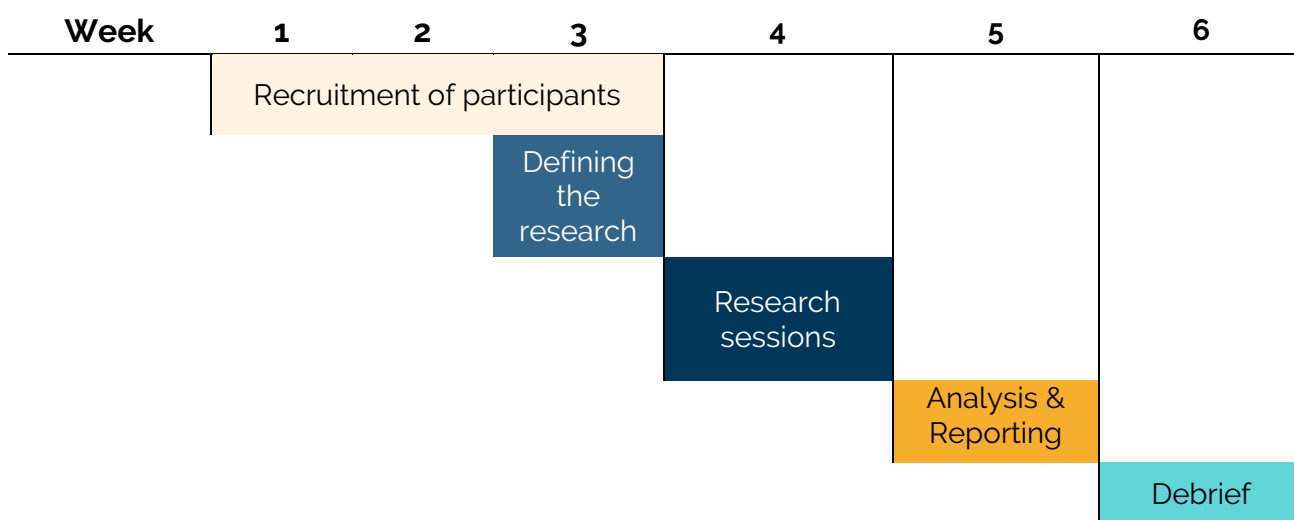 Week 1 2 3 4 5 6
Recruitment of participants
Defining
the
research
Research
sessions
Analysis &
Reporting
Debrief